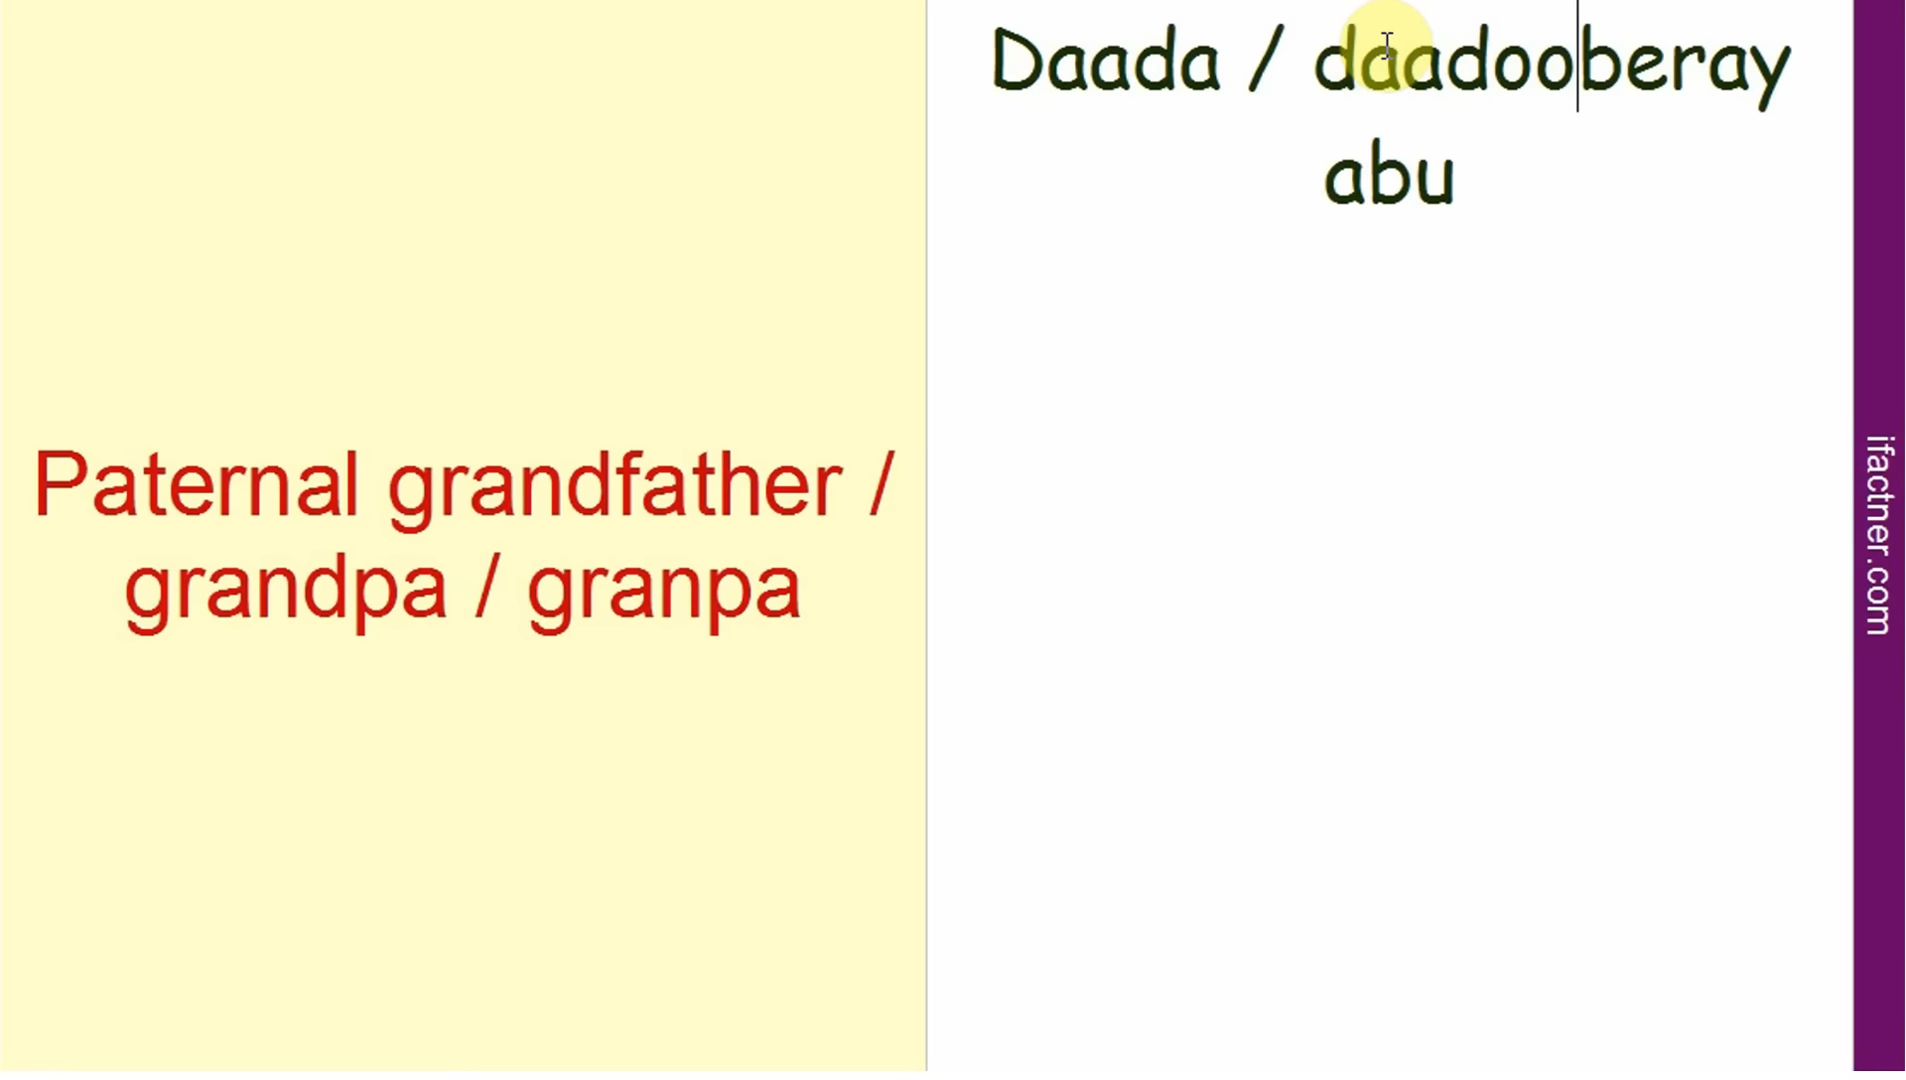 Paternal grandfather /
grandpa / granpa
Daada / daadooberay
abu
ifactner.com